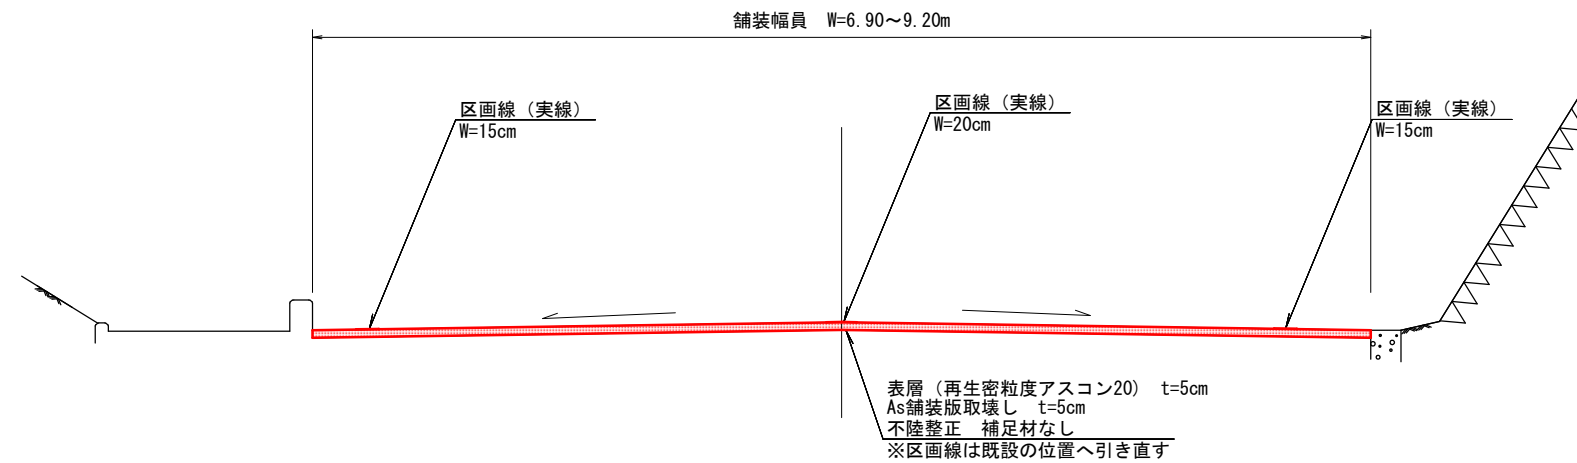 舗装幅員　W=6.90～9.20m
区画線（実線）
W=15cm
区画線（実線）
W=20cm
区画線（実線）
W=15cm
表層（再生密粒度アスコン20）　t=5cm
As舗装版取壊し　t=5cm
不陸整正　補足材なし
※区画線は既設の位置へ引き直す